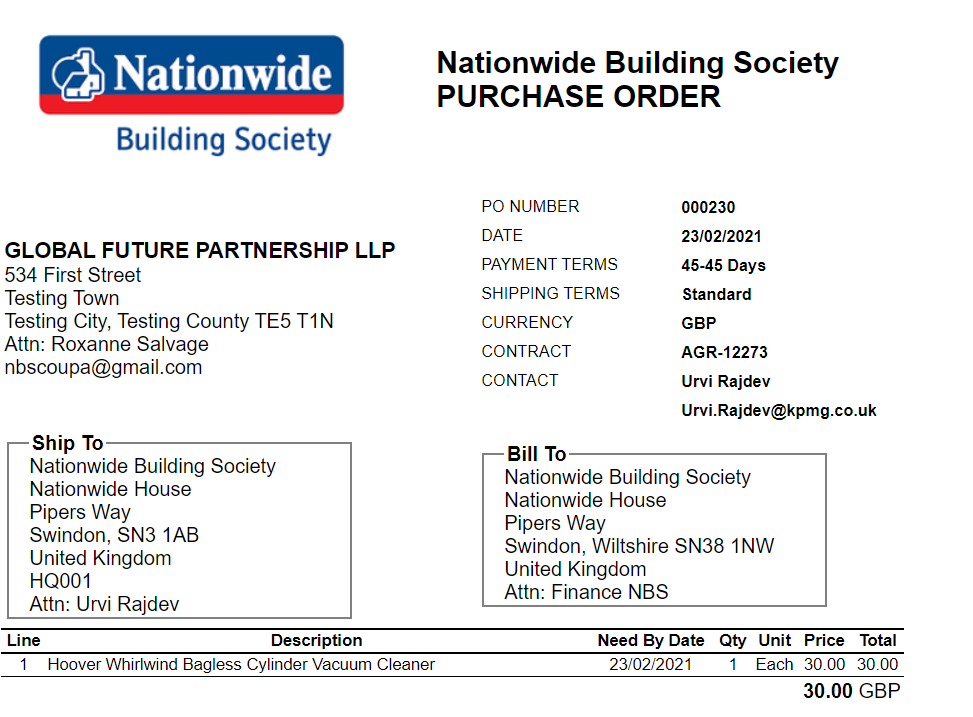 Nationwide
Building Society
Nationwide Building Society
PURCHASE ORDER
PO NUMBER 000230
DATE 23/02/2021
PAYMENT TERMS 45-45 Days
SHIPPING TERMS Standard
CURRENCY GBP
CONTRACT AGR-12273
CONTACT Urvi Rajdev
Urvi.Rajdev@kpmg.co.uk
GLOBAL FUTURE PARTNERSHIP LLP
534 First Street
Testing Town
Testing City, Testing County TE5 T1N
Attn: Roxanne Salvage
nbscoupa@gmail.com
Ship To
Nationwide Building Society
Nationwide House
Pipers Way
Swindon, SN3 1AB
United Kingdom
HQ001
Attn: Urvi Rajdev
Bill To
Nationwide Building Society
Nationwide House
Pipers Way
Swindon, Wiltshire SN38 1NW
United Kingdom
Attn: Finance NBS
Line Description Need By Date Qty Unit Price Total
1 Hoover Whirlwind Bagless Cylinder Vacuum Cleaner 23/02/2021 1 Each 30.00 30.00
30.00 GBP